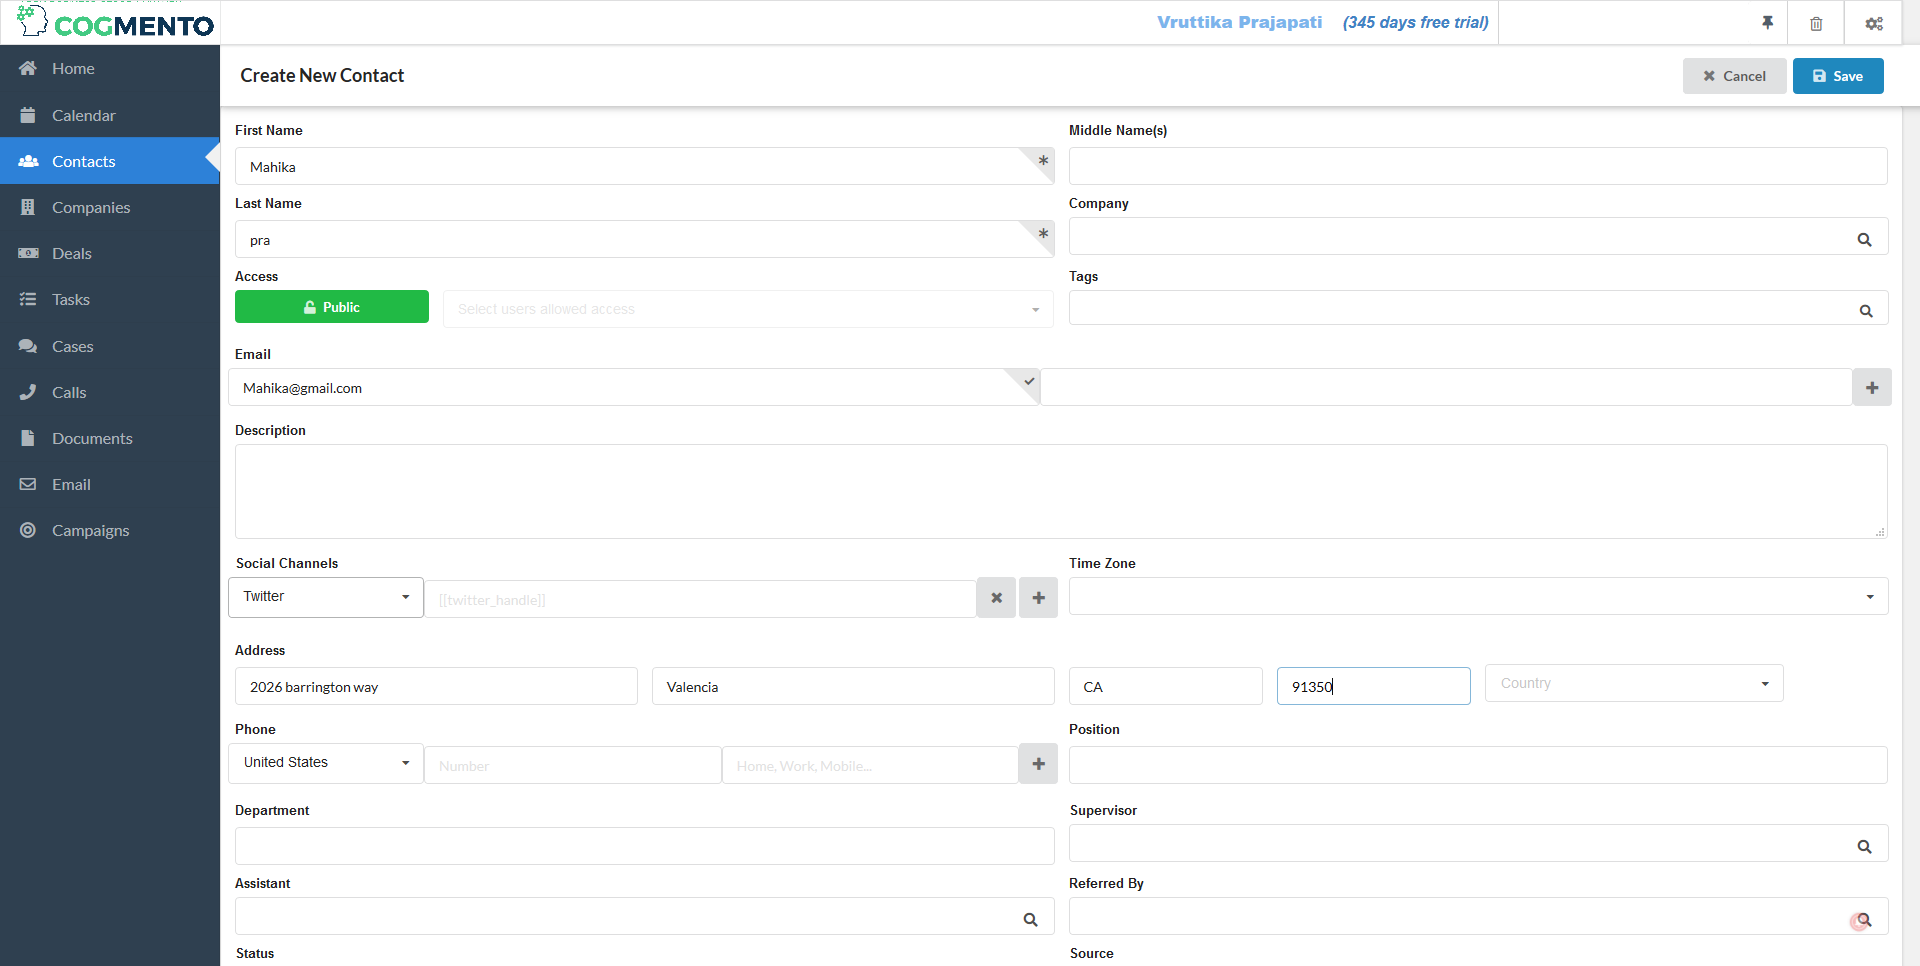 COGMENTO
Vruttika Prajapati (345 days free trial)
Home
Calendar
Contacts
Companies
Deals
Tasks
Cases
Calls
Documents
Email
Campaigns
Create New Contact
Cancel
Save
First Name
Middle Name(s)
Mahika
*
Last Name
Company
pra
*
Access
Tags
Public
Select users allowed access
Email
Mahika@gmail.com
Description
Social Channels
Time Zone
Twitter
[[twitter_handle]]
Address
2026 barrington way
Valencia
CA
91350
Country
Phone
Position
United States
Number
Home, Work, Mobile...
Department
Supervisor
Assistant
Referred By
Status
Source